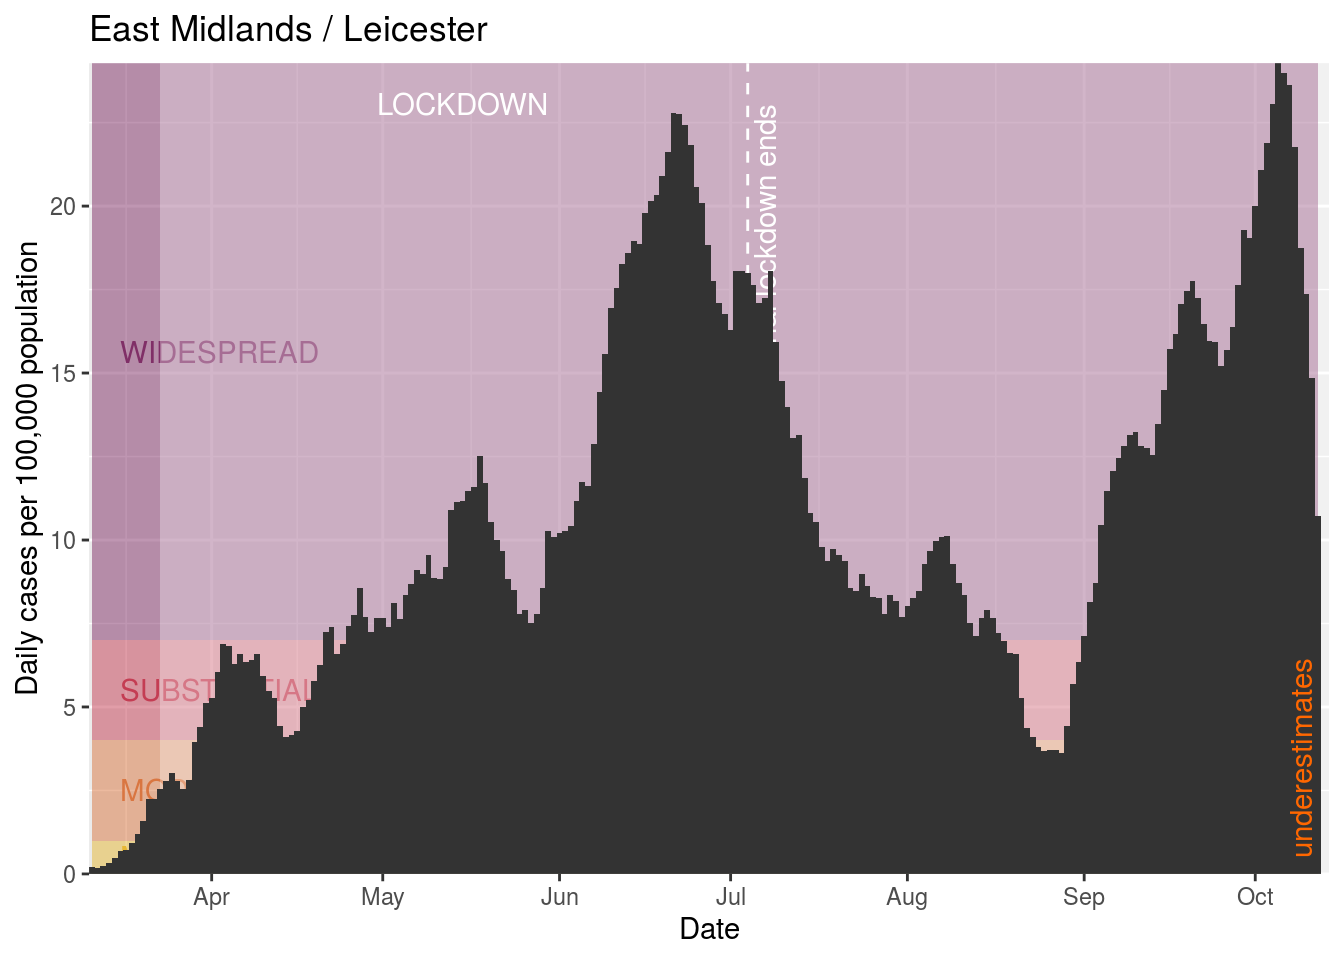 East Midlands / Leicester
LOCKDOWN
lockdown ends
WIDESPREAD
Daily cases per 100,000 population
20
15
10
5
0
underestimates
Apr
May
Jun
Jul
Aug
Sep
Oct
Date